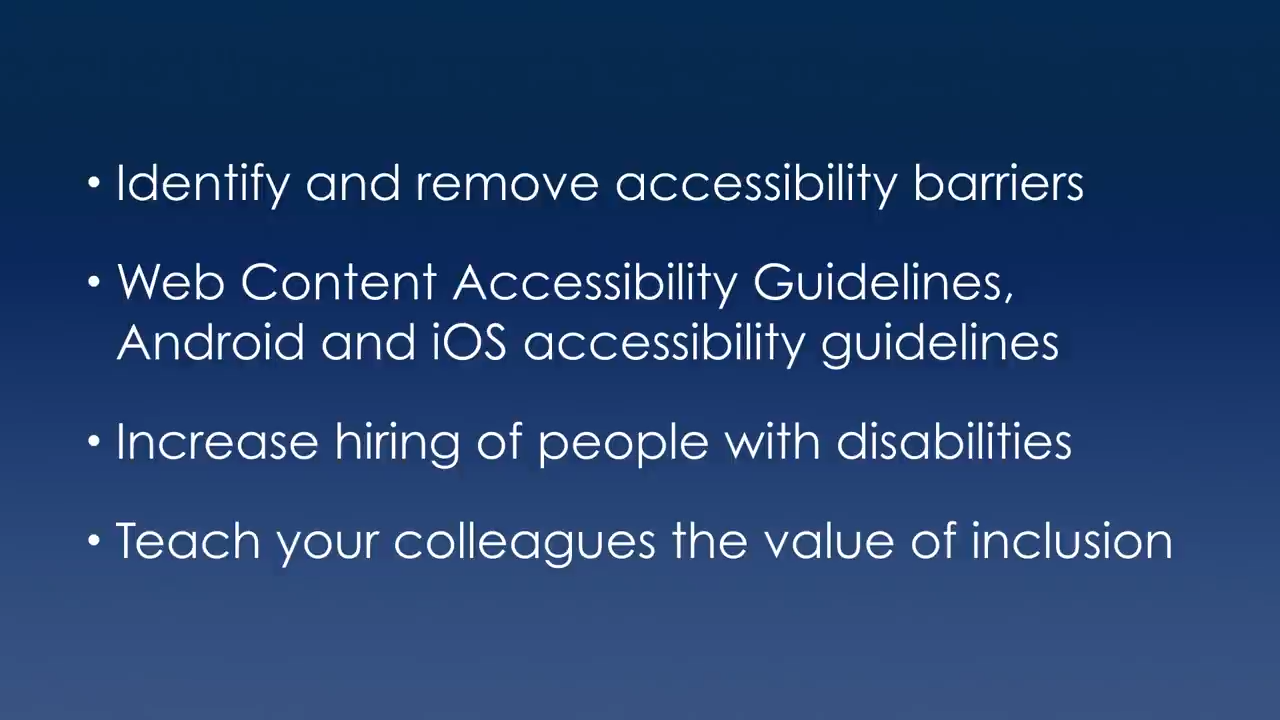 • Identify and remove accessibility barriers
• Web Content Accessibility Guidelines,
Android and iOS accessibility guidelines
• Increase hiring of people with disabilities
• Teach your colleagues the value of inclusion